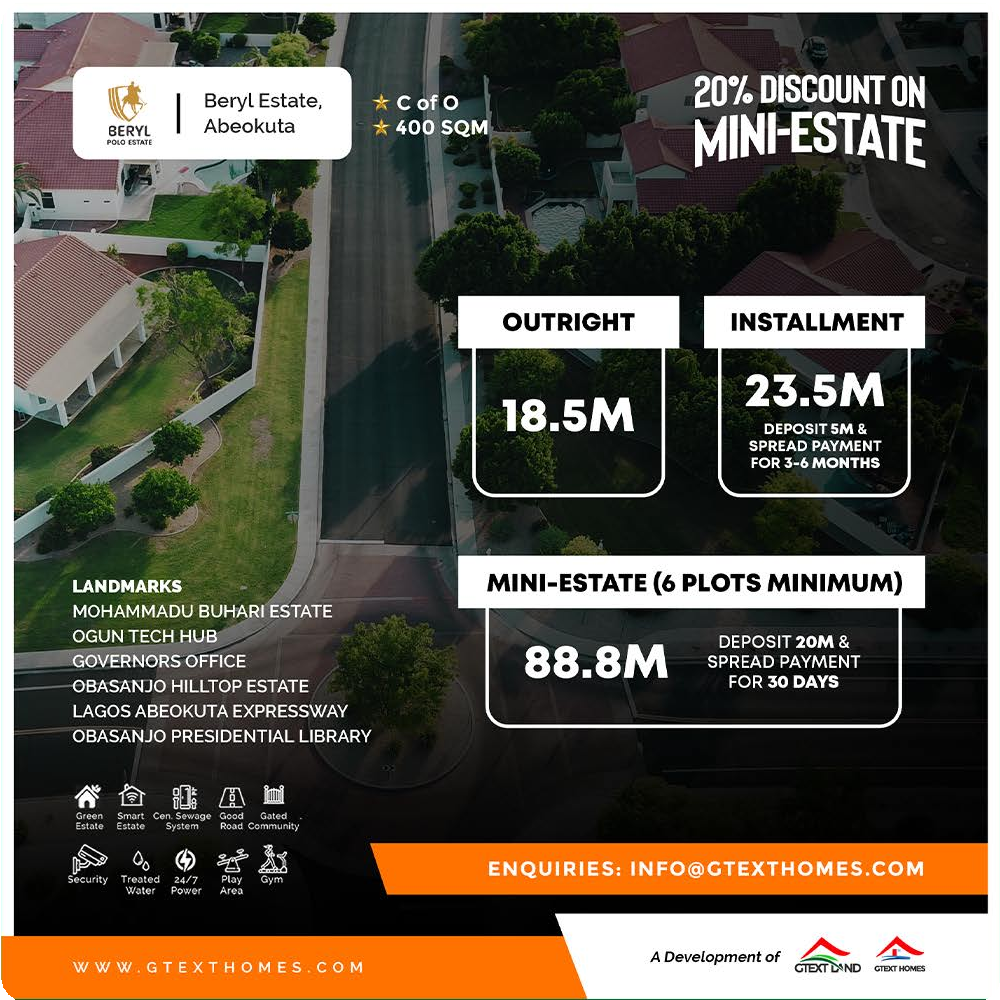 BERYL
POLO ESTATE
Beryl Estate,
Abeokuta
C of O
400 SQM
20% DISCOUNT ON
MINI-ESTATE
OUTRIGHT
18.5M
INSTALLMENT
23.5M
DEPOSIT 5M &
SPREAD PAYMENT
FOR 3-6 MONTHS
MINI-ESTATE (6 PLOTS MINIMUM)
88.8M
DEPOSIT 20M &
SPREAD PAYMENT
FOR 30 DAYS
LANDMARKS
MOHAMMADU BUHARI ESTATE
OGUN TECH HUB
GOVERNORS OFFICE
OBASANJO HILLTOP ESTATE
LAGOS ABEOKUTA EXPRESSWAY
OBASANJO PRESIDENTIAL LIBRARY
Green
Estate
Smart
Estate
Cen. Sewage
System
Good
Road
Gated
Community
.
Security
Treated
Water
24/7
Power
Play
Area
Gym
ENQUIRIES: INFO@GTEXTHOMES.COM
WWW.GTEXTHOMES.COM
A Development of
GTEXT LAND
GTEXT HOMES